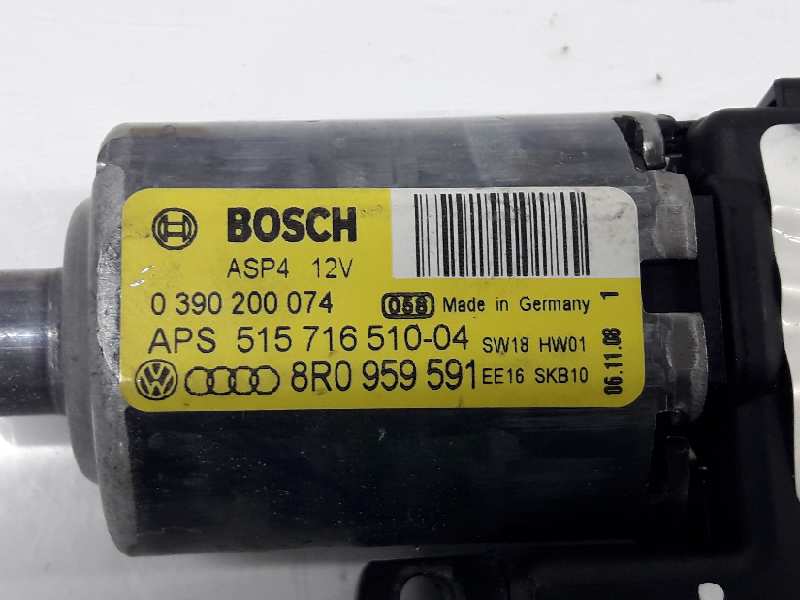 BOSCH
ASP4 12V
0 390 200 074 068 Made in Germany
APS 515 716 510-04 SW18 HW01
8R0 959 591 EE16 SKB10
06.11.08 1